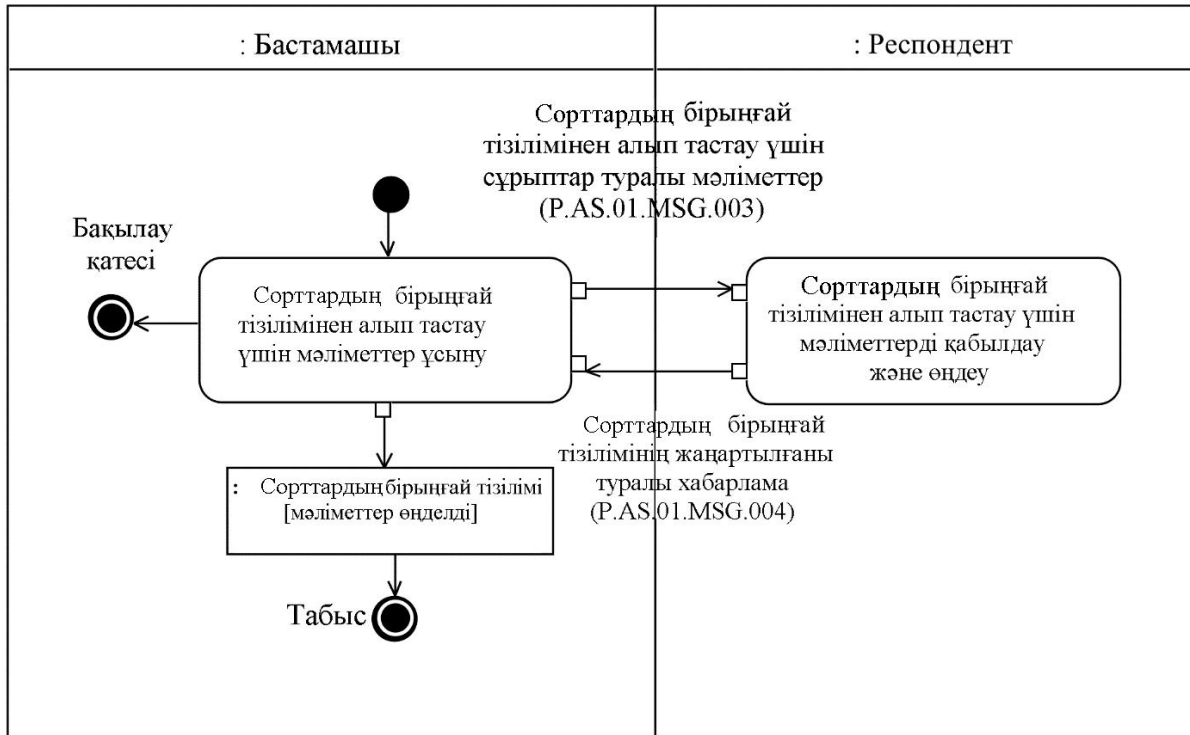 : Бастамашы
: Респондент
Сорттардың бірыңғай
тізілімінен алып тастау үшін
сұрыптар туралы мәліметтер
(P.AS.01.MSG.003)
Бақылау
қатесі
Сорттардың бірыңғай
тізілімінен алып тастау
үшін мәліметтер ұсыну
Сорттардың бірыңғай
тізілімінен алып тастау үшін
мәліметтерді қабылдау
және өңдеу
Сорттардың бірыңғай
тізілімінің жаңартылғаны
туралы хабарлама
(P.AS.01.MSG.004)
: Сорттардың бірыңғай тізілімі
[мәліметтер өңделді]
Табыс